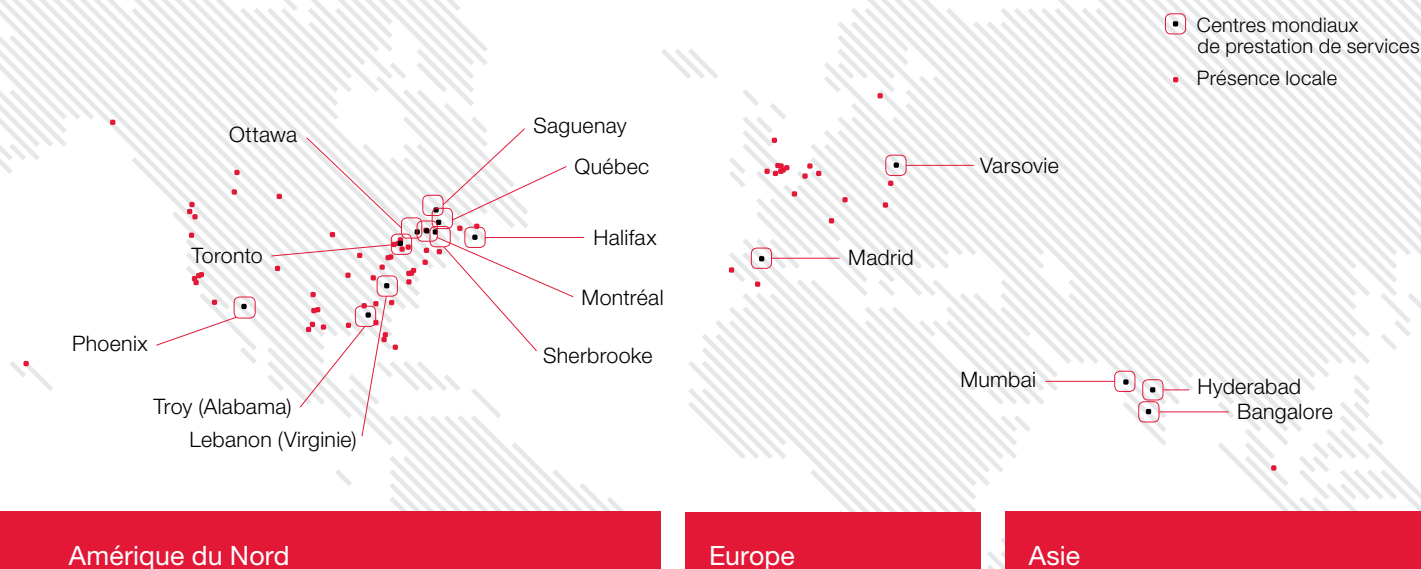 Centres mondiaux
de prestation de services
Présence locale
Ottawa
Saguenay
Québec
Varsovie
Toronto
Halifax
Madrid
Montréal
Phoenix
Sherbrooke
Mumbai
Hyderabad
Troy (Alabama)
Bangalore
Lebanon (Virginie)
Amérique du Nord
Europe
Asie